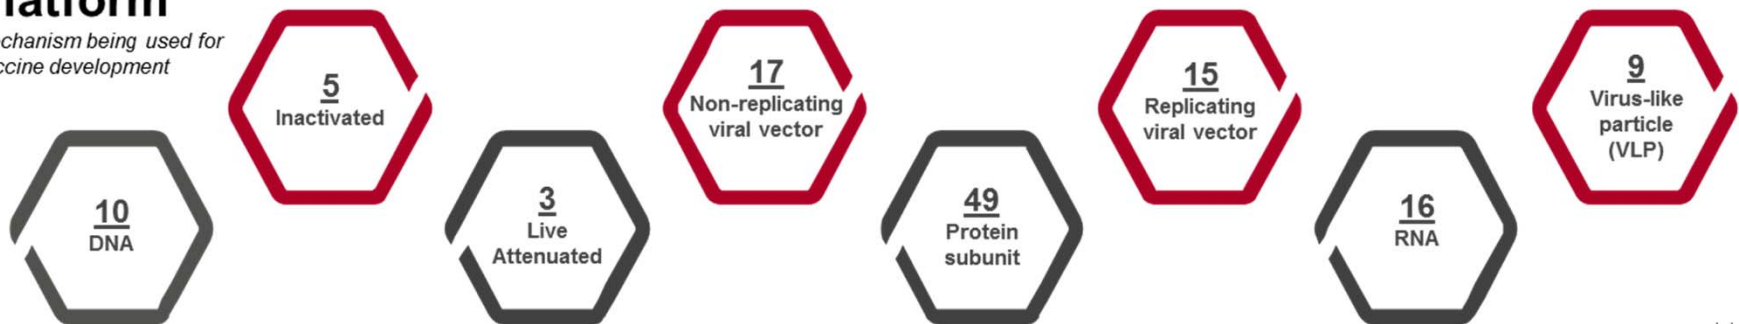 latform
chanism being used for
ccine development
10
DNA
5
Inactivated
3
Live
Attenuated
17
Non-replicating
viral vector
49
Protein
subunit
15
Replicating
viral vector
16
RNA
9
Virus-like
particle
(VLP)